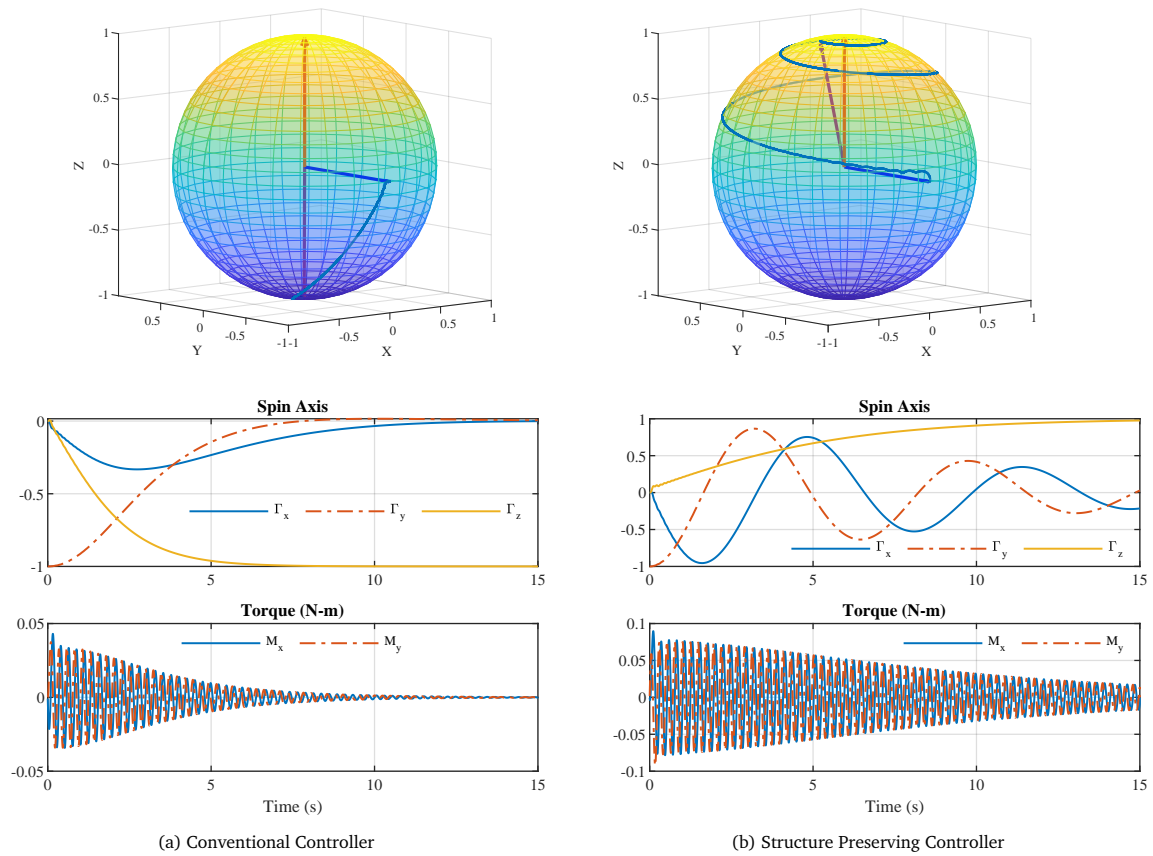 1
0.5
0
-0.5
-1
Z
0.5
0
-0.5
-1
Y
-1
-0.5
0
0.5
1
X
1
0.5
0
-0.5
-1
Z
0.5
0
-0.5
-1
Y
-1
-0.5
0
0.5
1
X
Spin Axis
0
-0.5
-1
Γx Γy Γz
0 5 10 15
Torque (N-m)
0.05
0
-0.05
Mx My
0 5 10 15
Time (s)
(a) Conventional Controller
Spin Axis
1
0.5
0
-0.5
-1
Γx Γy Γz
0 5 10 15
Torque (N-m)
0.1
0.05
0
-0.05
-0.1
Mx My
0 5 10 15
Time (s)
(b) Structure Preserving Controller